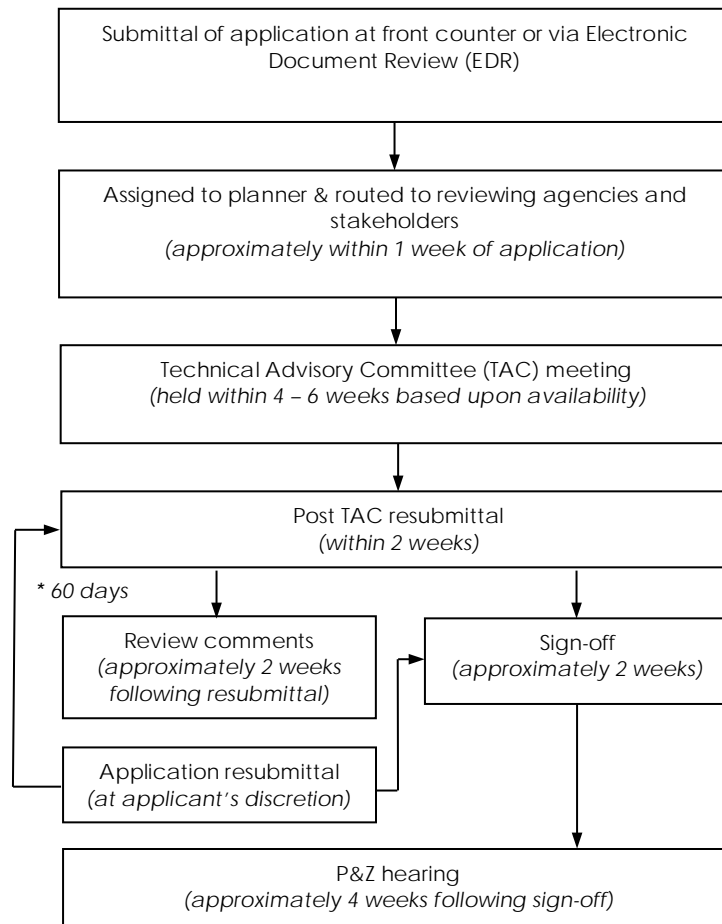 Submittal of application at front counter or via Electronic
Document Review (EDR)
Assigned to planner & routed to reviewing agencies and
stakeholders
(approximately within 1 week of application)
Technical Advisory Committee (TAC) meeting
(held within 4 – 6 weeks based upon availability)
Post TAC resubmittal
(within 2 weeks)
* 60 days
Review comments
(approximately 2 weeks
following resubmittal)
Sign-off
(approximately 2 weeks)
Application resubmittal
(at applicant's discretion)
P&Z hearing
(approximately 4 weeks following sign-off)